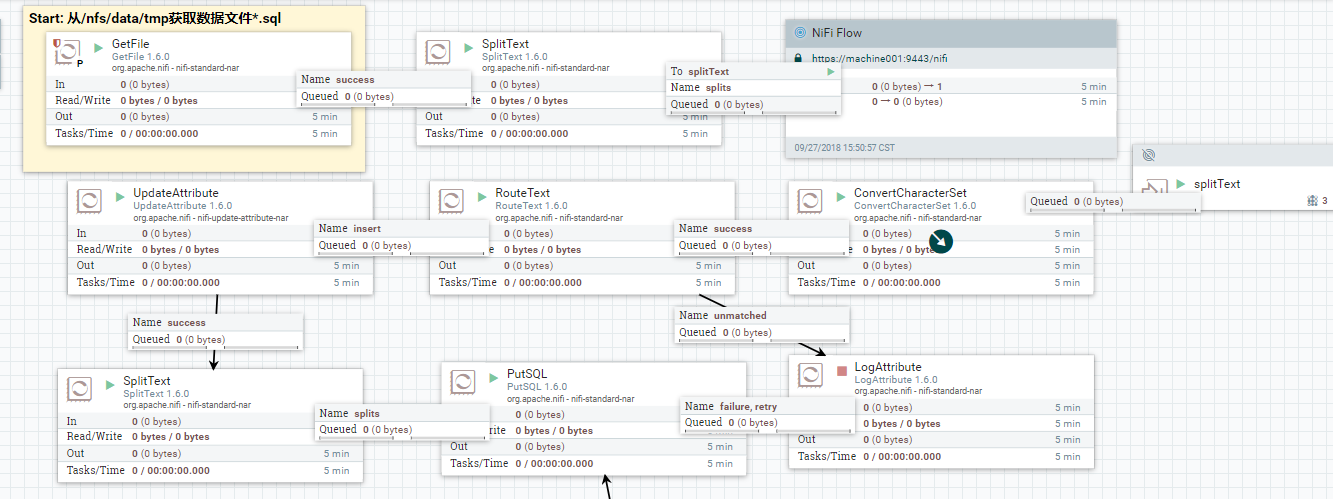 Start: 从/nfs/data/tmp获取数据文件*.sql
GetFile
GetFile 1.6.0
org.apache.nifi - nifi-standard-nar
P
In 0 (0 bytes)
Read/Write 0 bytes / 0 bytes
Out 0 (0 bytes) 5 min
Tasks/Time 0 / 00:00:00.000 5 min
Name success
Queued 0 (0 bytes)
SplitText
SplitText 1.6.0
org.apache.nifi - nifi-standard-nar
0 (0 bytes)
0 bytes / 0 bytes
Out 0 (0 bytes) 5 min
Tasks/Time 0 / 00:00:00.000 5 min
To splitText
Name splits
Queued 0 (0 bytes)
NiFi Flow
https://machine001:9443/nifi
0 (0 bytes) → 1 5 min
0 → 0 (0 bytes) 5 min
09/27/2018 15:50:57 CST
splitText
3
Queued 0 (0 bytes)
UpdateAttribute
UpdateAttribute 1.6.0
org.apache.nifi - nifi-update-attribute-nar
In 0 (0 bytes)
Read/Write 0 bytes / 0 bytes
Out 0 (0 bytes) 5 min
Tasks/Time 0 / 00:00:00.000 5 min
Name insert
Queued 0 (0 bytes)
RouteText
RouteText 1.6.0
org.apache.nifi - nifi-standard-nar
0 (0 bytes)
0 bytes / 0 bytes
Out 0 (0 bytes) 5 min
Tasks/Time 0 / 00:00:00.000 5 min
Name success
Queued 0 (0 bytes)
ConvertCharacterSet
ConvertCharacterSet 1.6.0
org.apache.nifi - nifi-standard-nar
0 (0 bytes) 5 min
0 bytes / 0 bytes 5 min
Out 0 (0 bytes) 5 min
Tasks/Time 0 / 00:00:00.000 5 min
Name success
Queued 0 (0 bytes)
Name unmatched
Queued 0 (0 bytes)
SplitText
SplitText 1.6.0
org.apache.nifi - nifi-standard-nar
In 0 (0 bytes)
Read/Write 0 bytes / 0 bytes
Out 0 (0 bytes) 5 min
Tasks/Time 0 / 00:00:00.000 5 min
Name splits
Queued 0 (0 bytes)
PutSQL
PutSQL 1.6.0
org.apache.nifi - nifi-standard-nar
0 (0 bytes)
0 bytes / 0 bytes
Out 0 (0 bytes) 5 min
Tasks/Time 0 / 00:00:00.000 5 min
Name failure, retry
Queued 0 (0 bytes)
LogAttribute
LogAttribute 1.6.0
org.apache.nifi - nifi-standard-nar
0 (0 bytes) 5 min
0 bytes / 0 bytes 5 min
Out 0 (0 bytes) 5 min
Tasks/Time 0 / 00:00:00.000 5 min